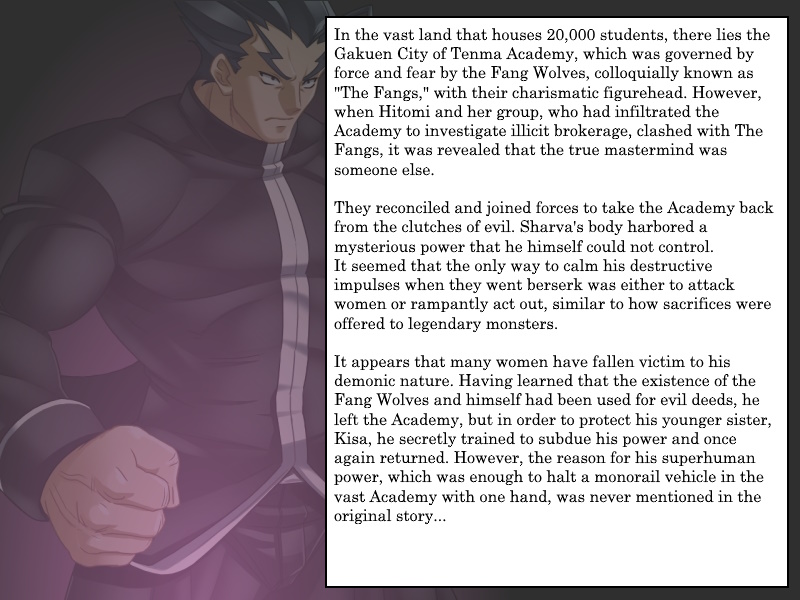 In the vast land that houses 20,000 students, there lies the
Gakuen City of Tenma Academy, which was governed by
force and fear by the Fang Wolves, colloquially known as
"The Fangs," with their charismatic figurehead. However,
when Hitomi and her group, who had infiltrated the
Academy to investigate illicit brokerage, clashed with The
Fangs, it was revealed that the true mastermind was
someone else.
They reconciled and joined forces to take the Academy back
from the clutches of evil. Sharva's body harbored a
mysterious power that he himself could not control.
It seemed that the only way to calm his destructive
impulses when they went berserk was either to attack
women or rampantly act out, similar to how sacrifices were
offered to legendary monsters.
It appears that many women have fallen victim to his
demonic nature. Having learned that the existence of the
Fang Wolves and himself had been used for evil deeds, he
left the Academy, but in order to protect his younger sister,
Kisa, he secretly trained to subdue his power and once
again returned. However, the reason for his superhuman
power, which was enough to halt a monorail vehicle in the
vast Academy with one hand, was never mentioned in the
original story...